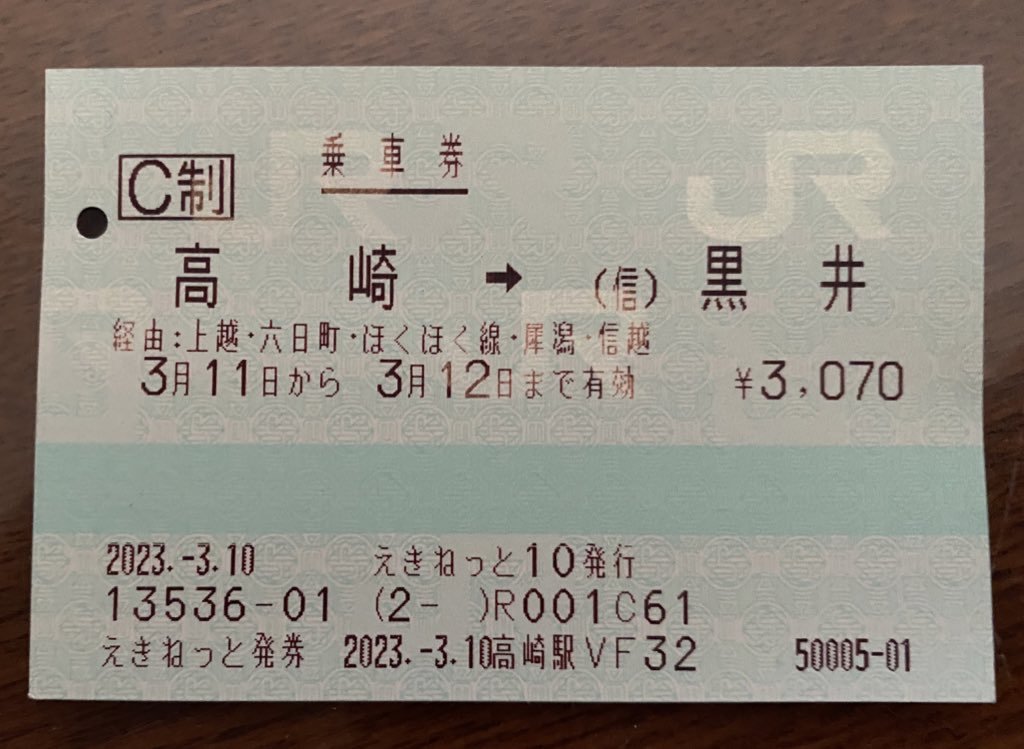 乗車券
C制
高崎→(信)黒井
経由:上越・六日町・ほくほく線・犀潟・信越
3月11日から 3月12日まで有効 ¥3,070
2023.-3.10 えきねっと10発行
13536-01 (2- )R001C61
えきねっと発券 2023.-3.10高崎駅VF32 50005-01
JR